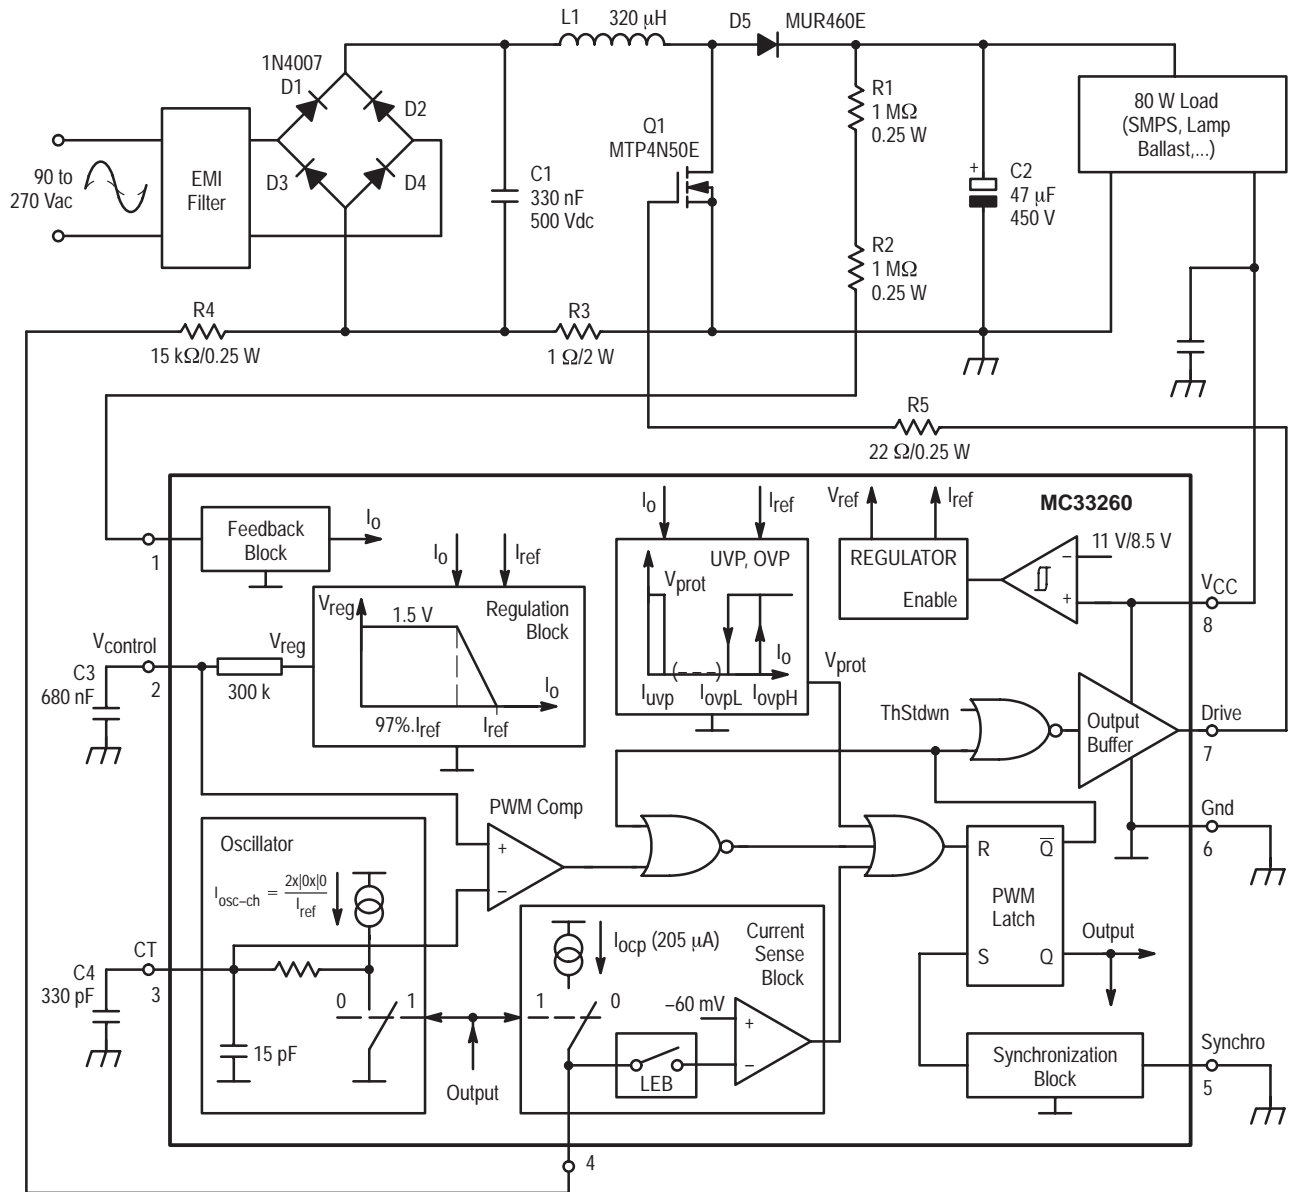 L1 320 μH
D5 MUR460E
1N4007
D1
D2
D3
D4
90 to
270 Vac
EMI
Filter
C1
330 nF
500 Vdc
Q1
MTP4N50E
R1
1 MΩ
0.25 W
R2
1 MΩ
0.25 W
+
C2
47 μF
450 V
80 W Load
(SMPS, Lamp
Ballast,...)
R4
15 kΩ/0.25 W
R3
1 Ω/2 W
R5
22 Ω/0.25 W
MC33260
1
Feedback
Block
Io
Io
Iref
Vreg
1.5 V
Regulation
Block
Io
97%.Iref
Iref
Io
Iref
UVP, OVP
Vprot
Io
Iuvp
IovpL
IovpH
Vprot
Vref
Iref
REGULATOR
Enable
11 V/8.5 V
−
+
VCC
8
Vcontrol
2
C3
680 nF
300 k
Vreg
ThStdwn
Output
Buffer
Drive
7
Gnd
6
PWM Comp
+
−
Oscillator
Iosc−ch = 2x|0x|0
Iref
0
1
15 pF
CT
3
C4
330 pF
Output
Iocp (205 μA)
Current
Sense
Block
1
0
−60 mV
+
−
LEB
4
R
Q
PWM
Latch
S
Q
Output
Synchronization
Block
Synchro
5